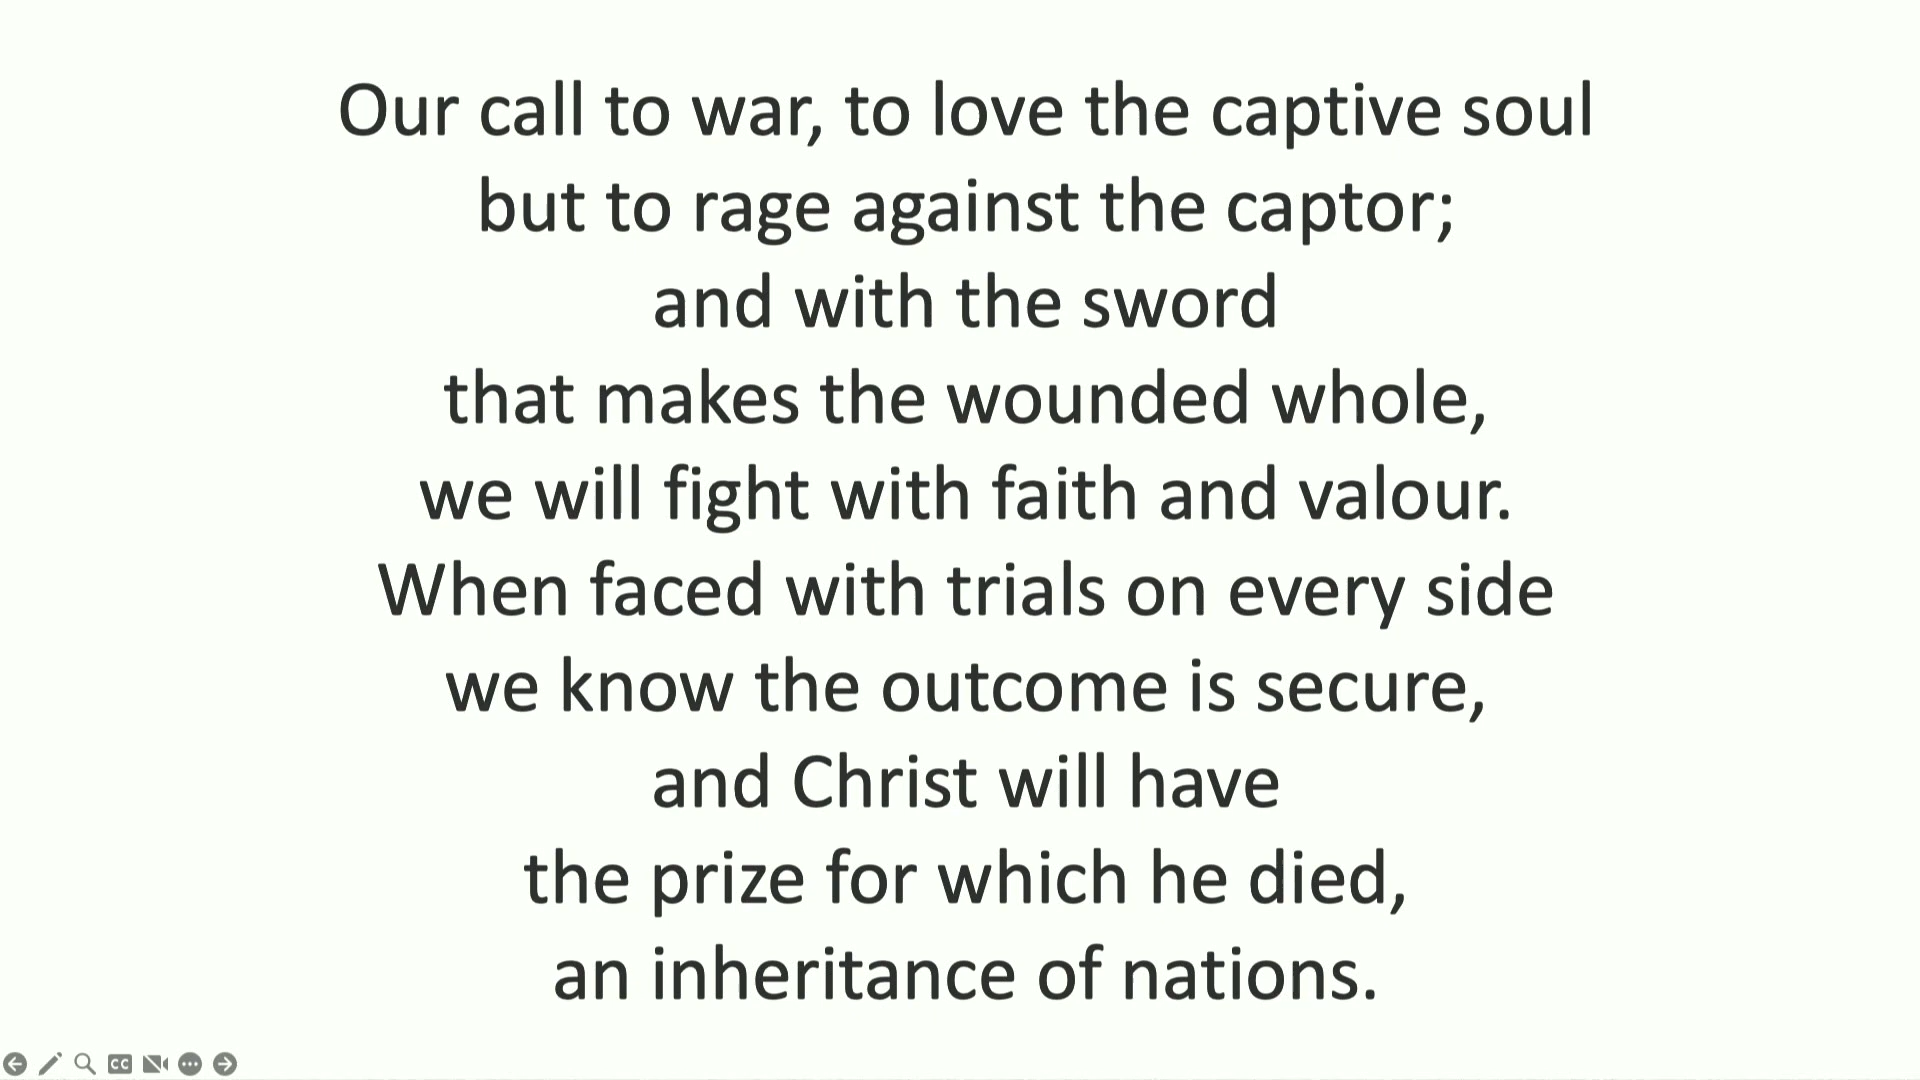 Our call to war, to love the captive soul
but to rage against the captor;
and with the sword
that makes the wounded whole,
we will fight with faith and valour.
When faced with trials on every side
we know the outcome is secure,
and Christ will have
the prize for which he died,
an inheritance of nations.
CC